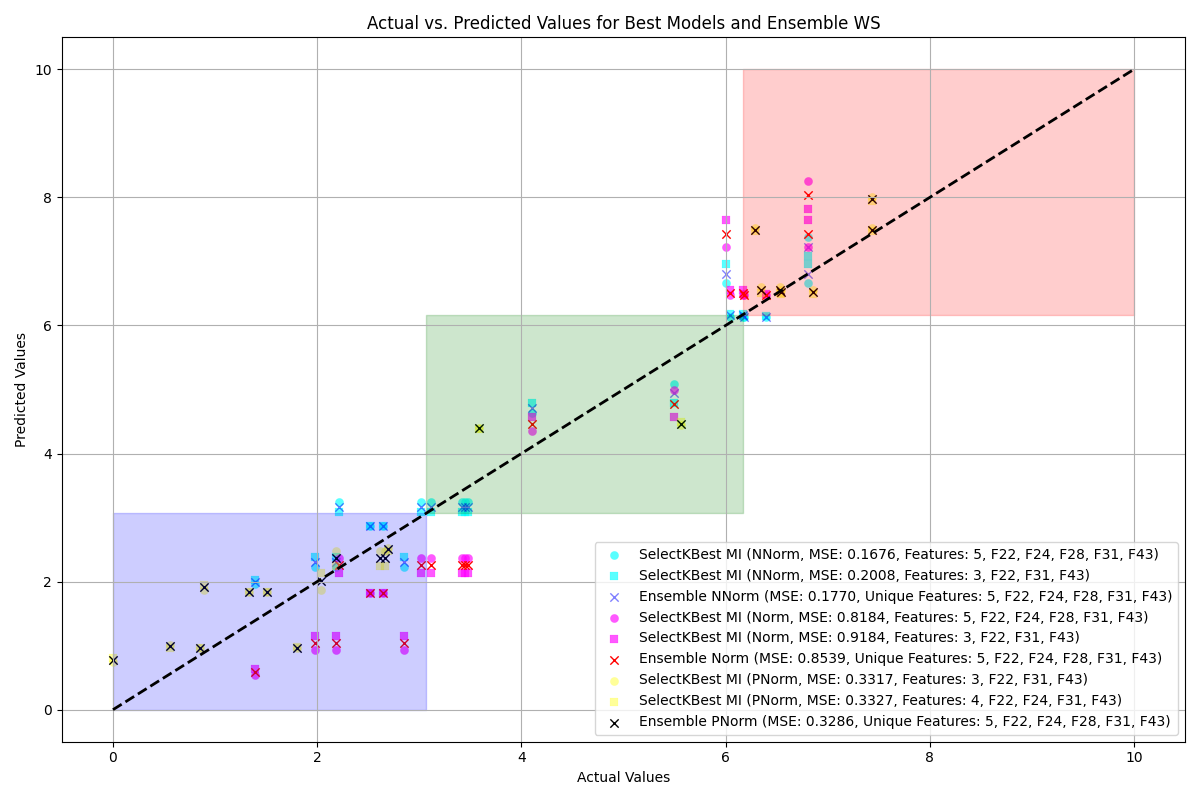 Actual vs. Predicted Values for Best Models and Ensemble WS
10
8
6
4
2
0
Predicted Values
SelectKBest MI (NNorm, MSE: 0.1676, Features: 5, F22, F24, F28, F31, F43)
SelectKBest MI (NNorm, MSE: 0.2008, Features: 3, F22, F31, F43)
Ensemble NNorm (MSE: 0.1770, Unique Features: 5, F22, F24, F28, F31, F43)
SelectKBest MI (Norm, MSE: 0.8184, Features: 5, F22, F24, F28, F31, F43)
SelectKBest MI (Norm, MSE: 0.9184, Features: 3, F22, F31, F43)
Ensemble Norm (MSE: 0.8539, Unique Features: 5, F22, F24, F28, F31, F43)
SelectKBest MI (PNorm, MSE: 0.3317, Features: 3, F22, F31, F43)
SelectKBest MI (PNorm, MSE: 0.3327, Features: 4, F22, F24, F31, F43)
Ensemble PNorm (MSE: 0.3286, Unique Features: 5, F22, F24, F28, F31, F43)
0 2 4 6 8 10
Actual Values